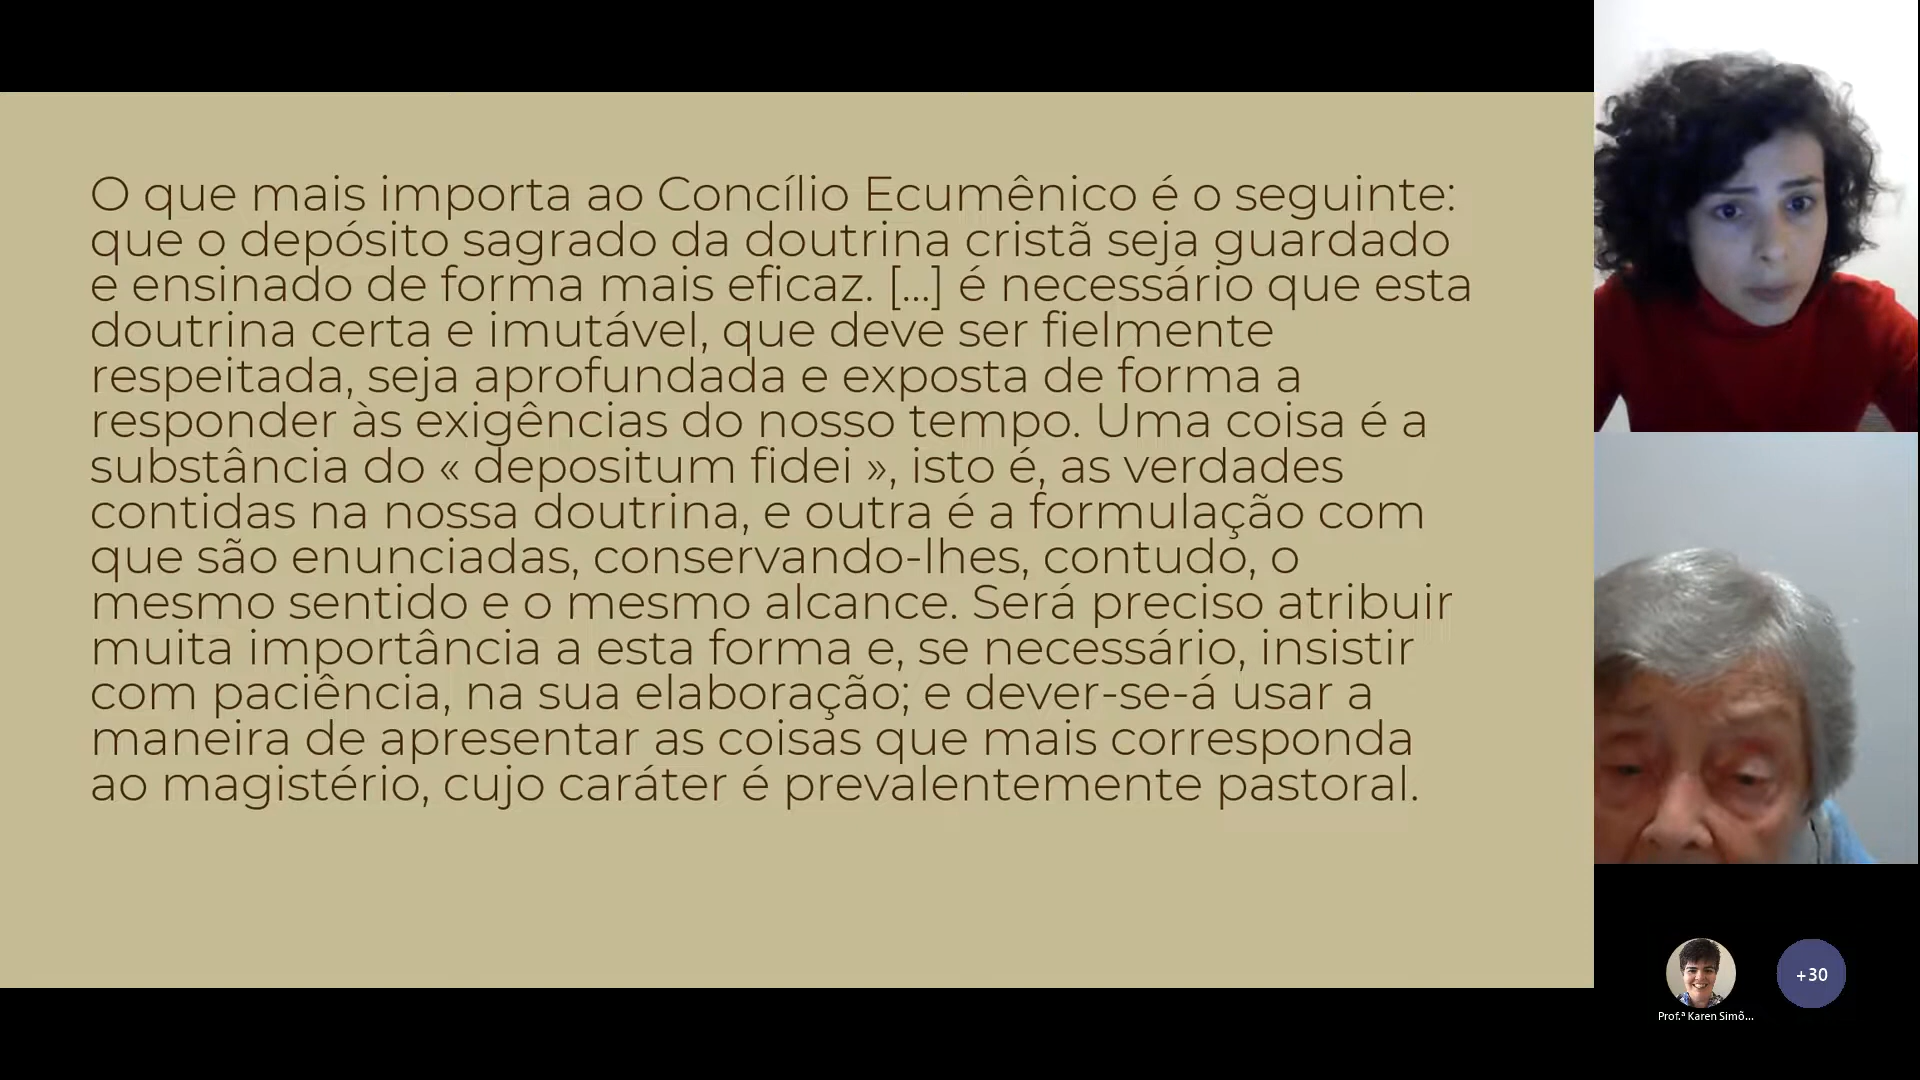 O que mais importa ao Concílio Ecumênico é o seguinte:
que o depósito sagrado da doutrina cristã seja guardado
e ensinado de forma mais eficaz. [...] é necessário que esta
doutrina certa e imutável, que deve ser fielmente
respeitada, seja aprofundada e exposta de forma a
responder às exigências do nosso tempo. Uma coisa é a
substância do « depositum fidei », isto é, as verdades
contidas na nossa doutrina, e outra é a formulação com
que são enunciadas, conservando-lhes, contudo, o
mesmo sentido e o mesmo alcance. Será preciso atribuir
muita importância a esta forma e, se necessário, insistir
com paciência, na sua elaboração; e dever-se-á usar a
maneira de apresentar as coisas que mais corresponda
ao magistério, cujo caráter é prevalentemente pastoral.
+30
Prof.ª Karen Simõ...